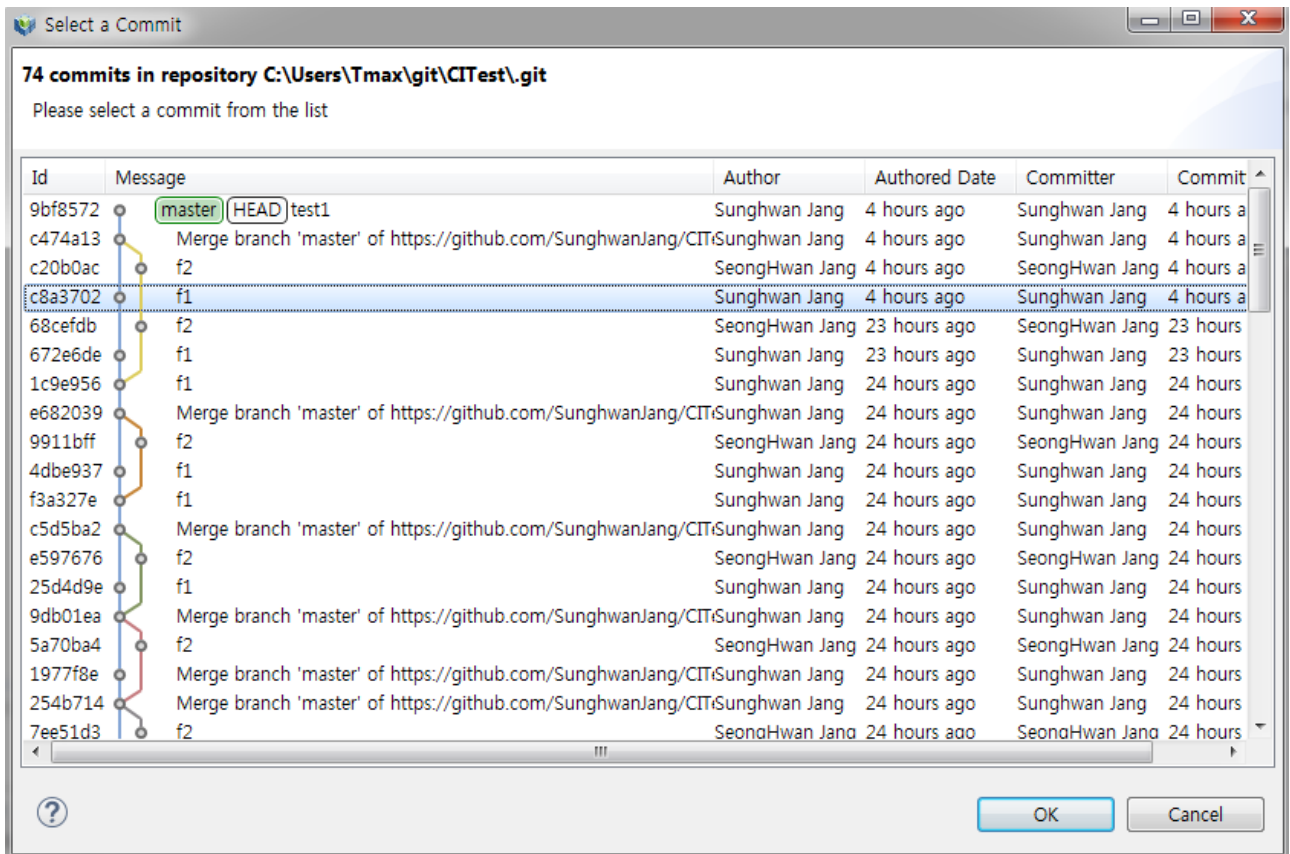 Select a Commit
74 commits in repository C:\Users\Tmax\git\CITest\.git
Please select a commit from the list
Id Message Author Authored Date Committer Commit
9bf8572 master HEAD test1 Sunghwan Jang 4 hours ago Sunghwan Jang 4 hours a
c474a13 Merge branch 'master' of https://github.com/SunghwanJang/CITe Sunghwan Jang 4 hours ago Sunghwan Jang 4 hours a
c20b0ac f2 SeongHwan Jang 4 hours ago SeongHwan Jang 4 hours a
c8a3702 f1 Sunghwan Jang 4 hours ago Sunghwan Jang 4 hours a
68cefdb f2 SeongHwan Jang 23 hours ago SeongHwan Jang 23 hours
672e6de f1 Sunghwan Jang 23 hours ago Sunghwan Jang 23 hours
1c9e956 f1 Sunghwan Jang 24 hours ago Sunghwan Jang 24 hours
e682039 Merge branch 'master' of https://github.com/SunghwanJang/CITe Sunghwan Jang 24 hours ago Sunghwan Jang 24 hours
9911bff f2 SeongHwan Jang 24 hours ago SeongHwan Jang 24 hours
4dbe937 f1 Sunghwan Jang 24 hours ago Sunghwan Jang 24 hours
f3a327e f1 Sunghwan Jang 24 hours ago Sunghwan Jang 24 hours
c5d5ba2 Merge branch 'master' of https://github.com/SunghwanJang/CITe Sunghwan Jang 24 hours ago Sunghwan Jang 24 hours
e597676 f2 SeongHwan Jang 24 hours ago SeongHwan Jang 24 hours
25d4d9e f1 Sunghwan Jang 24 hours ago Sunghwan Jang 24 hours
9db01ea Merge branch 'master' of https://github.com/SunghwanJang/CITe Sunghwan Jang 24 hours ago Sunghwan Jang 24 hours
5a70ba4 f2 SeongHwan Jang 24 hours ago SeongHwan Jang 24 hours
1977f8e Merge branch 'master' of https://github.com/SunghwanJang/CITe Sunghwan Jang 24 hours ago Sunghwan Jang 24 hours
254b714 Merge branch 'master' of https://github.com/SunghwanJang/CITe Sunghwan Jang 24 hours ago Sunghwan Jang 24 hours
7ee51d3 f2 SeongHwan Jang 24 hours ago SeongHwan Jang 24 hours
OK Cancel